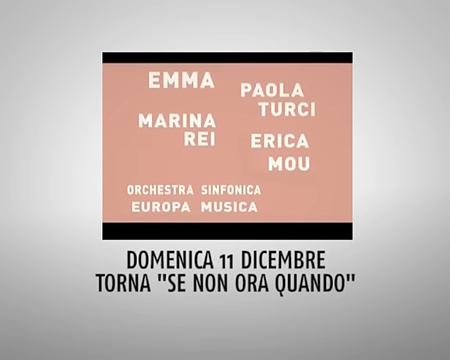 EMMA
PAOLA
TURCI
MARINA
REI
ERICA
MOU
ORCHESTRA SINFONICA
EUROPA MUSICA
DOMENICA 11 DICEMBRE
TORNA "SE NON ORA QUANDO"